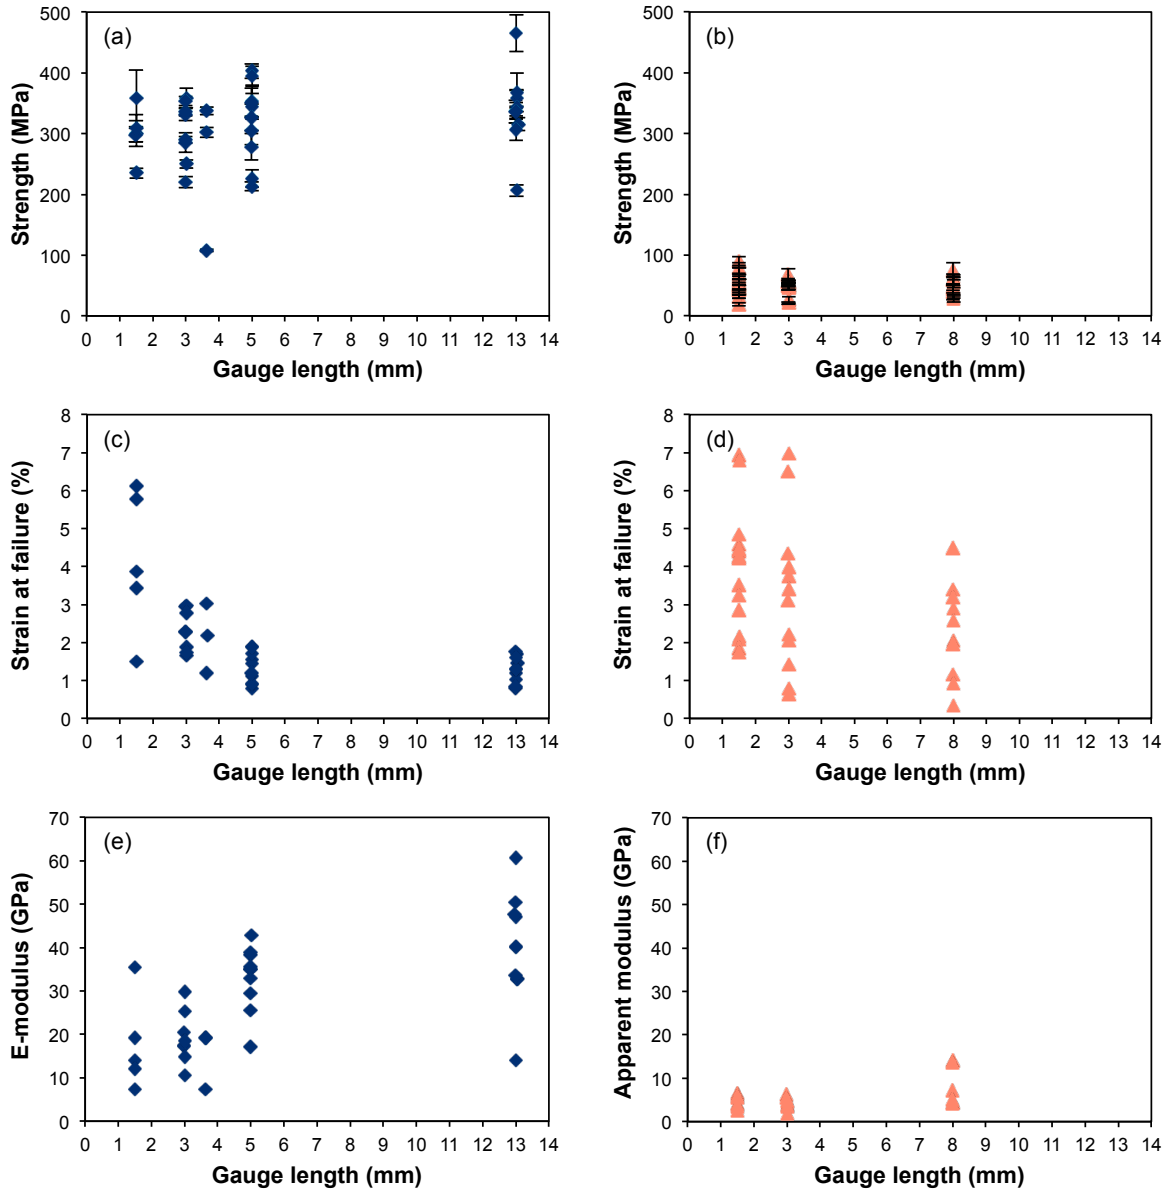 (a)
500
400
300
200
100
0
Strength (MPa)
0 1 2 3 4 5 6 7 8 9 10 11 12 13 14
Gauge length (mm)
(b)
500
400
300
200
100
0
Strength (MPa)
0 1 2 3 4 5 6 7 8 9 10 11 12 13 14
Gauge length (mm)
(c)
8
7
6
5
4
3
2
1
0
Strain at failure (%)
0 1 2 3 4 5 6 7 8 9 10 11 12 13 14
Gauge length (mm)
(d)
8
7
6
5
4
3
2
1
0
Strain at failure (%)
0 1 2 3 4 5 6 7 8 9 10 11 12 13 14
Gauge length (mm)
(e)
70
60
50
40
30
20
10
0
E-modulus (GPa)
0 1 2 3 4 5 6 7 8 9 10 11 12 13 14
Gauge length (mm)
(f)
70
60
50
40
30
20
10
0
Apparent modulus (GPa)
0 1 2 3 4 5 6 7 8 9 10 11 12 13 14
Gauge length (mm)